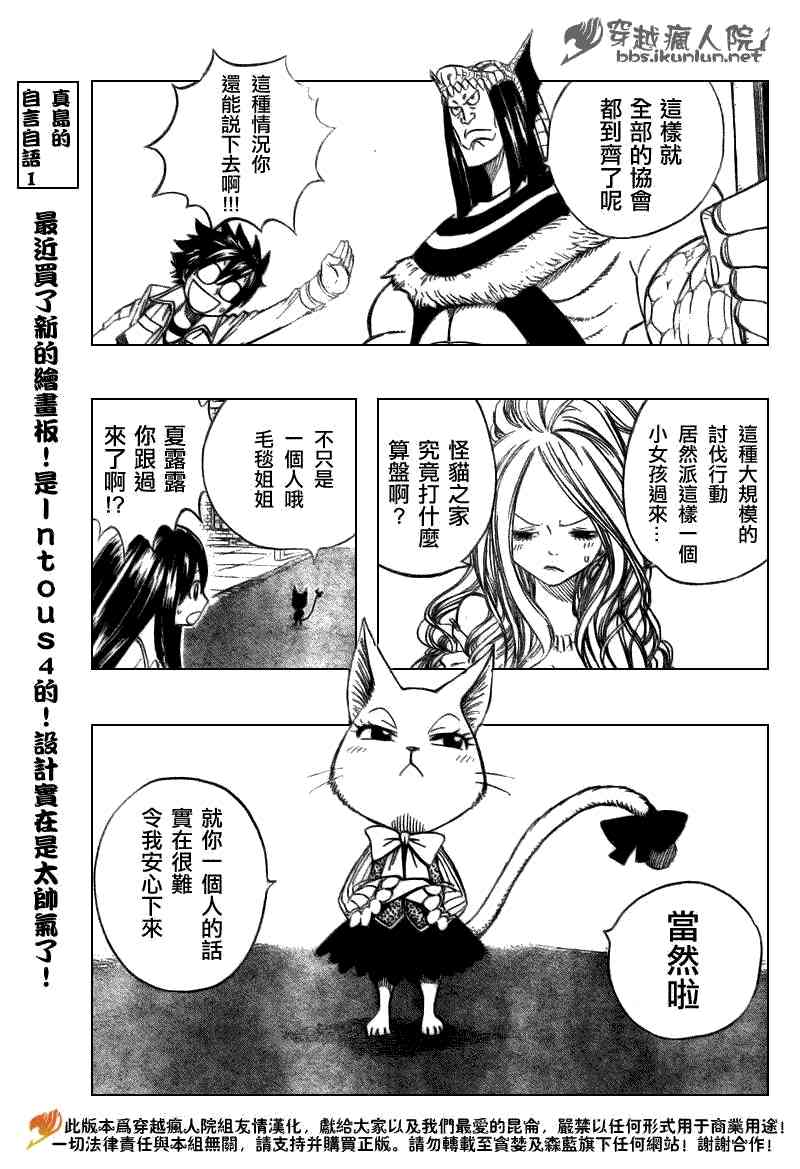 穿越瘋人院
bbs.ikunlun.net
真島的
自言自語1
最近買了新的繪畫板！是Intous4的！設計實在是太帥氣了！
這樣就
全部的協會
都到齊了呢
這種情況你
還能説下去啊!!!
這種大規模的
討伐行動
居然派這樣一個
小女孩過來…
怪貓之家
究竟打什麼
算盤啊？
不只是
一個人哦
毛毯姐姐
夏露露
你跟過
來了啊!?
當然啦
就你一個人的話
實在很難
令我安心下來
此版本爲穿越瘋人院組友情漢化，獻給大家以及我們最愛的昆侖，嚴禁以任何形式用于商業用途！
一切法律責任與本組無關，請支持并購買正版。請勿轉載至貪婪及森藍旗下任何網站！謝謝合作！